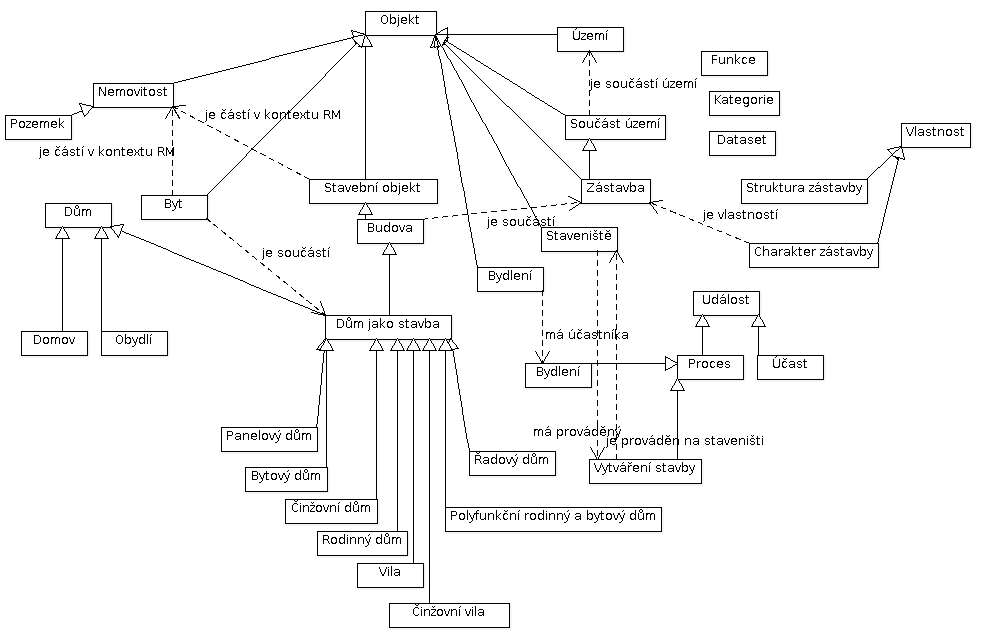 Objekt
Území
Funkce
je součástí území
Nemovitost
Kategorie
je částí v kontextu RM
Pozemek
Součást území
Vlastnost
Dataset
je částí v kontextu RM
Stavební objekt
Zástavba
Struktura zástavby
Byt
Dům
je vlastností
je součástí
Budova
Staveniště
je součástí
Charakter zástavby
Bydlení
Událost
Dům jako stavba
Domov
Obydlí
má účastníka
Bydlení
Proces
Účast
Panelový dům
má prováděný
je prováděn na staveništi
Řadový dům
Vytváření stavby
Bytový dům
Činžovní dům
Polyfunkční rodinný a bytový dům
Rodinný dům
Vila
Činžovní vila